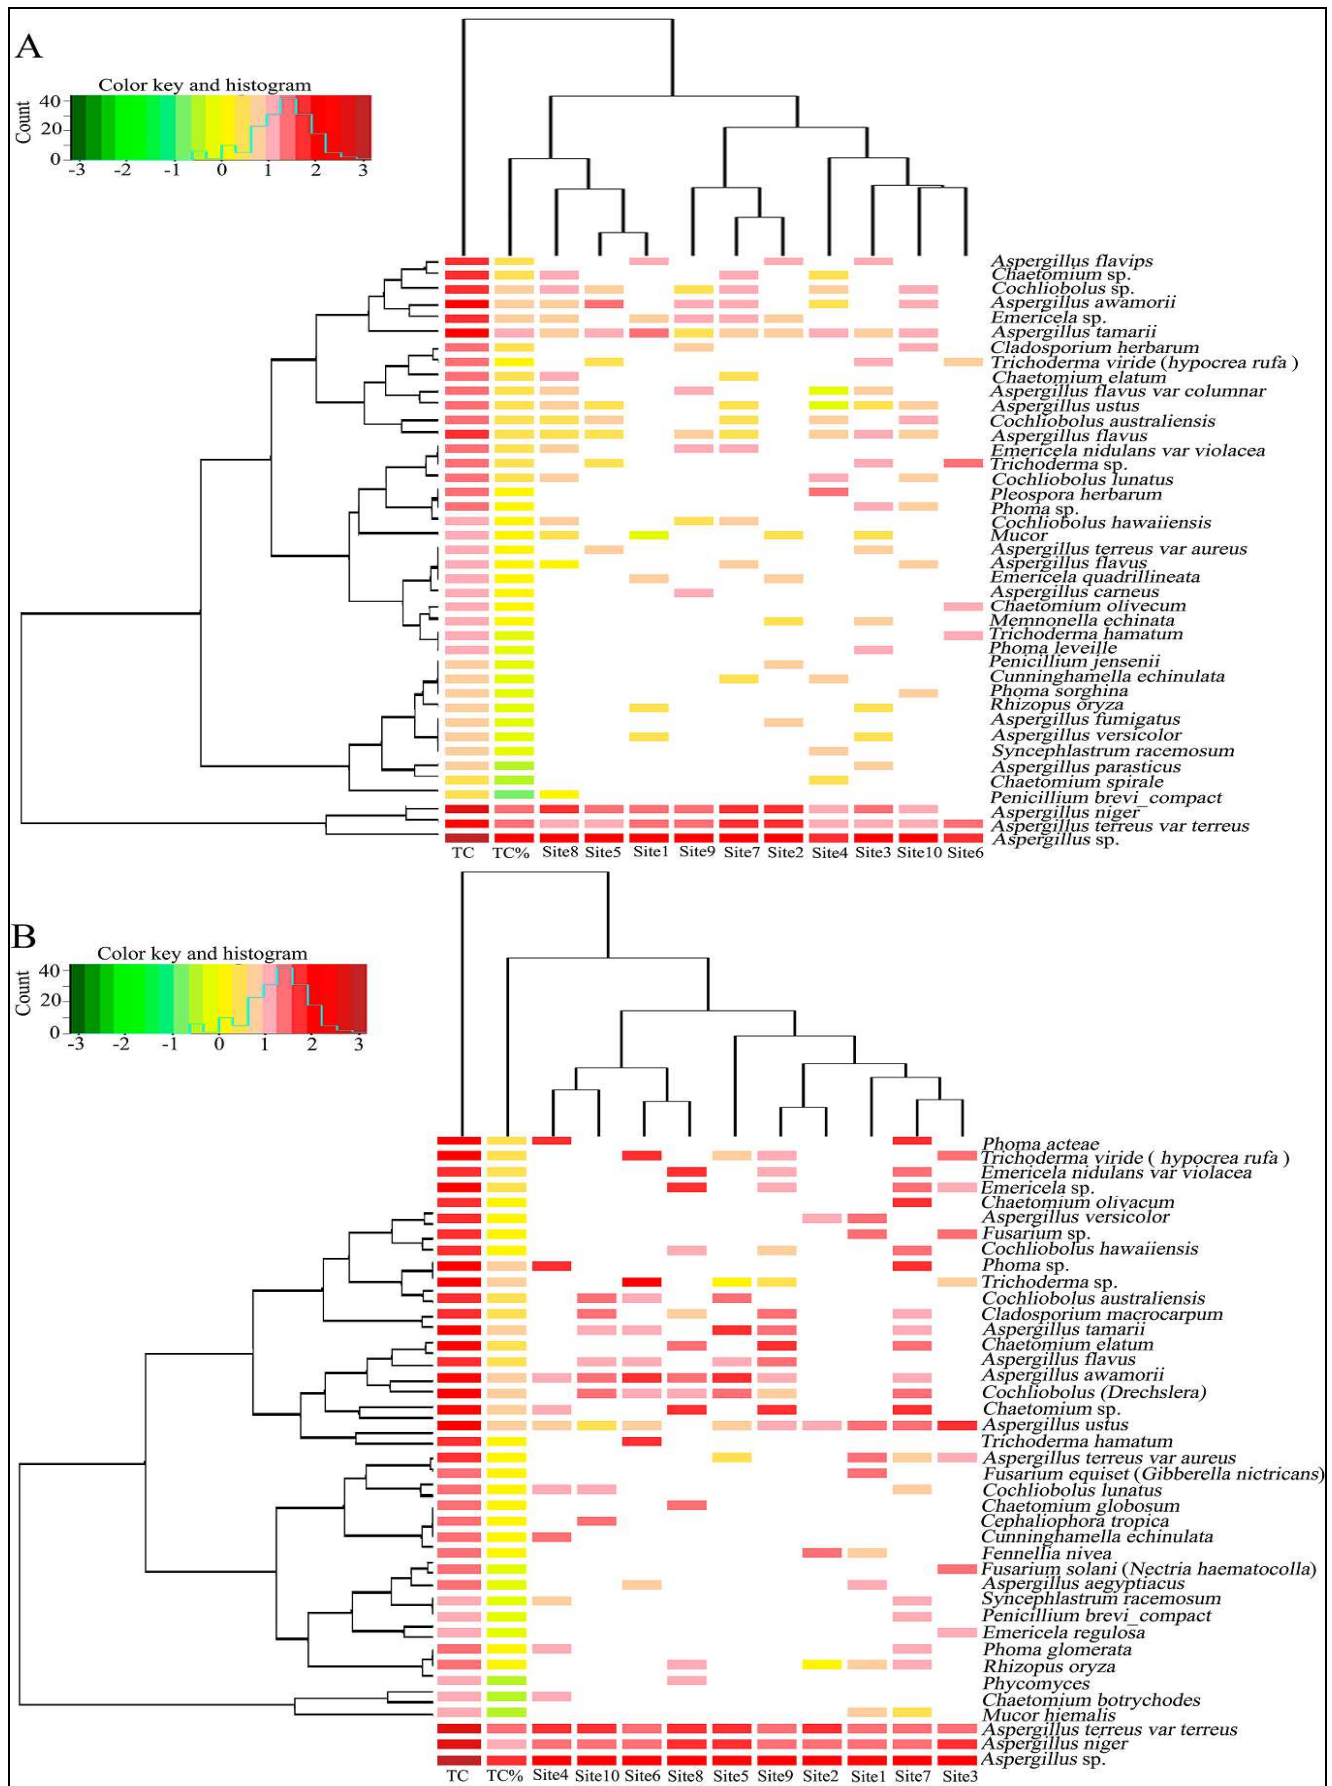 A
Color key and histogram
Count
40
20
0
-3 -2 -1 0 1 2 3
Aspergillus flavips
Chaetomium sp.
Cochliobolus sp.
Aspergillus awamorii
Emericela sp.
Aspergillus tamarii
Cladosporium herbarum
Trichoderma viride (hypocrea rufa )
Chaetomium elatum
Aspergillus flavus var columnar
Aspergillus ustus
Cochliobolus australiensis
Aspergillus flavus
Emericela nidulans var violacea
Trichoderma sp.
Cochliobolus lunatus
Pleospora herbarum
Phoma sp.
Cochliobolus hawaiiensis
Mucor
Aspergillus terreus var aureus
Aspergillus flavus
Emericela quadrillineata
Aspergillus carneus
Chaetomium olivecum
Memnonella echinata
Trichoderma hamatum
Phoma leveille
Penicillium jensenii
Cunninghamella echinulata
Phoma sorghina
Rhizopus oryza
Aspergillus fumigatus
Aspergillus versicolor
Syncephlastrum racemosum
Aspergillus parasticus
Chaetomium spirale
Penicillium brevi_compact
Aspergillus niger
Aspergillus terreus var terreus
Aspergillus sp.
TC TC% Site8 Site5 Site1 Site9 Site7 Site2 Site4 Site3 Site10 Site6
B
Color key and histogram
Count
40
20
0
-3 -2 -1 0 1 2 3
Phoma acteae
Trichoderma viride ( hypocrea rufa )
Emericela nidulans var violacea
Emericela sp.
Chaetomium olivacum
Aspergillus versicolor
Fusarium sp.
Cochliobolus hawaiiensis
Phoma sp.
Trichoderma sp.
Cochliobolus australiensis
Cladosporium macrocarpum
Aspergillus tamarii
Chaetomium elatum
Aspergillus flavus
Aspergillus awamorii
Cochliobolus (Drechslera)
Chaetomium sp.
Aspergillus ustus
Trichoderma hamatum
Aspergillus terreus var aureus
Fusarium equiset (Gibberella nictricans)
Cochliobolus lunatus
Chaetomium globosum
Cephaliophora tropica
Cunninghamella echinulata
Fennellia nivea
Fusarium solani (Nectria haematocolla)
Aspergillus aegyptiacus
Syncephlastrum racemosum
Penicillium brevi_compact
Emericela regulosa
Phoma glomerata
Rhizopus oryza
Phycomyces
Chaetomium botrychodes
Mucor hiemalis
Aspergillus terreus var terreus
Aspergillus niger
Aspergillus sp.
TC TC% Site4 Site10 Site6 Site8 Site5 Site9 Site2 Site1 Site7 Site3